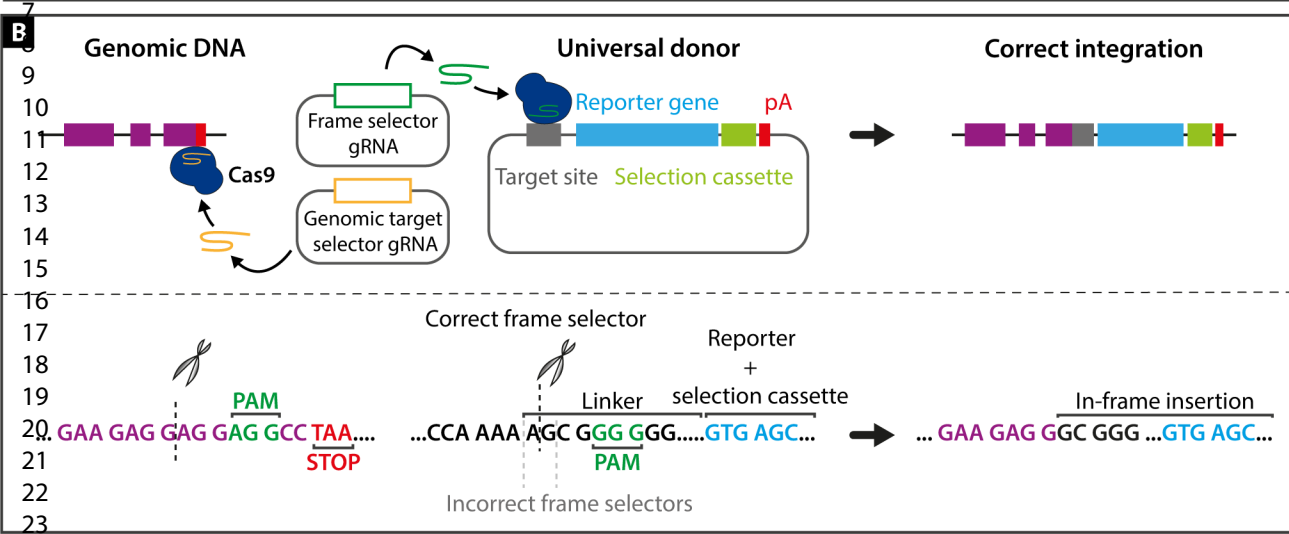 7
8
B
Genomic DNA
Universal donor
Correct integration
9
10
Reporter gene
pA
Frame selector
gRNA
11
12
Cas9
Target site
Selection cassette
13
Genomic target
selector gRNA
14
15
16
17
Correct frame selector
Reporter
+
selection cassette
18
19
PAM
Linker
In-frame insertion
20
... GAA GAG GAG GAG GCC TAA....
...CCA AAA AGC GGG GGG.....GTG AGC...
... GAA GAG GGC GGG ...GTG AGC...
21
STOP
PAM
22
Incorrect frame selectors
23